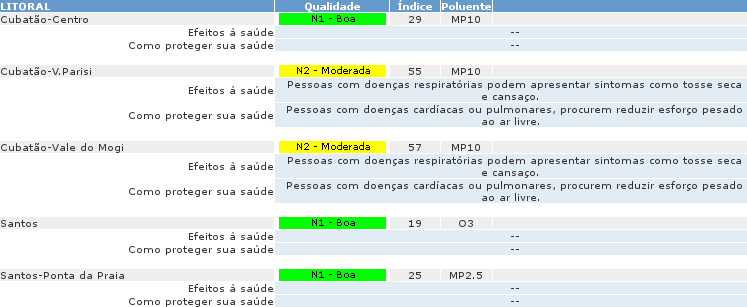 LITORAL Qualidade Índice Poluente
Cubatão-Centro N1 - Boa 29 MP10
Efeitos à saúde --
Como proteger sua saúde --
Cubatão-V.Parisi N2 - Moderada 55 MP10
Efeitos à saúde Pessoas com doenças respiratórias podem apresentar sintomas como tosse seca
e cansaço.
Como proteger sua saúde Pessoas com doenças cardíacas ou pulmonares, procurem reduzir esforço pesado
ao ar livre.
Cubatão-Vale do Mogi N2 - Moderada 57 MP10
Efeitos à saúde Pessoas com doenças respiratórias podem apresentar sintomas como tosse seca
e cansaço.
Como proteger sua saúde Pessoas com doenças cardíacas ou pulmonares, procurem reduzir esforço pesado
ao ar livre.
Santos N1 - Boa 19 O3
Efeitos à saúde --
Como proteger sua saúde --
Santos-Ponta da Praia N1 - Boa 25 MP2.5
Efeitos à saúde --
Como proteger sua saúde --